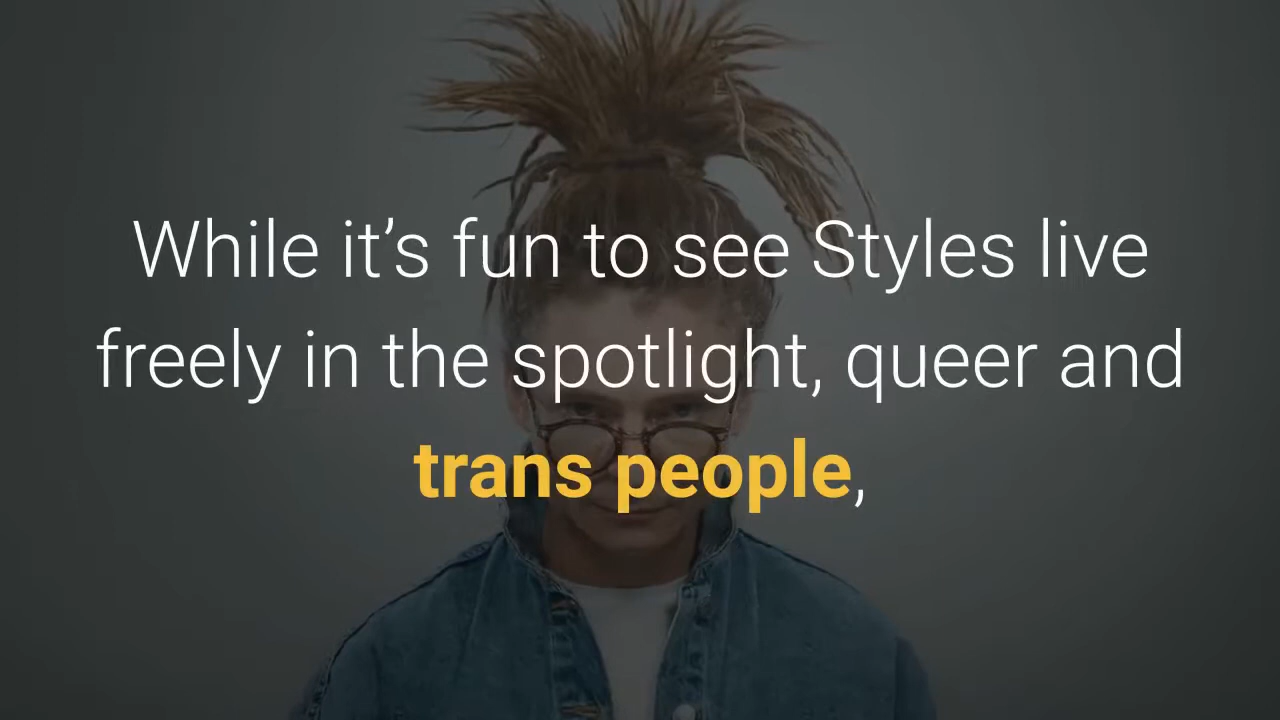 While it’s fun to see Styles live
freely in the spotlight, queer and
trans people,